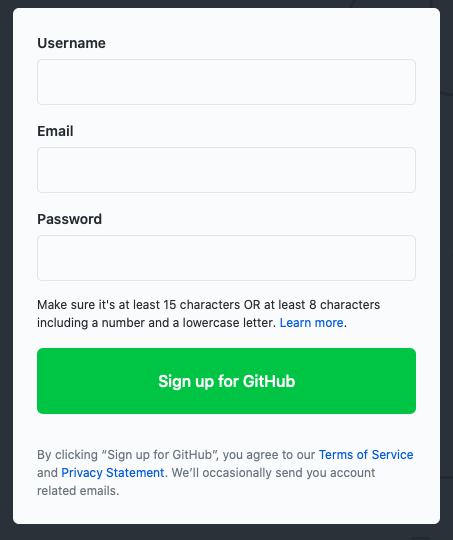 Username
Email
Password
Make sure it's at least 15 characters OR at least 8 characters
including a number and a lowercase letter. Learn more.
Sign up for GitHub
By clicking “Sign up for GitHub”, you agree to our Terms of Service
and Privacy Statement. We’ll occasionally send you account
related emails.